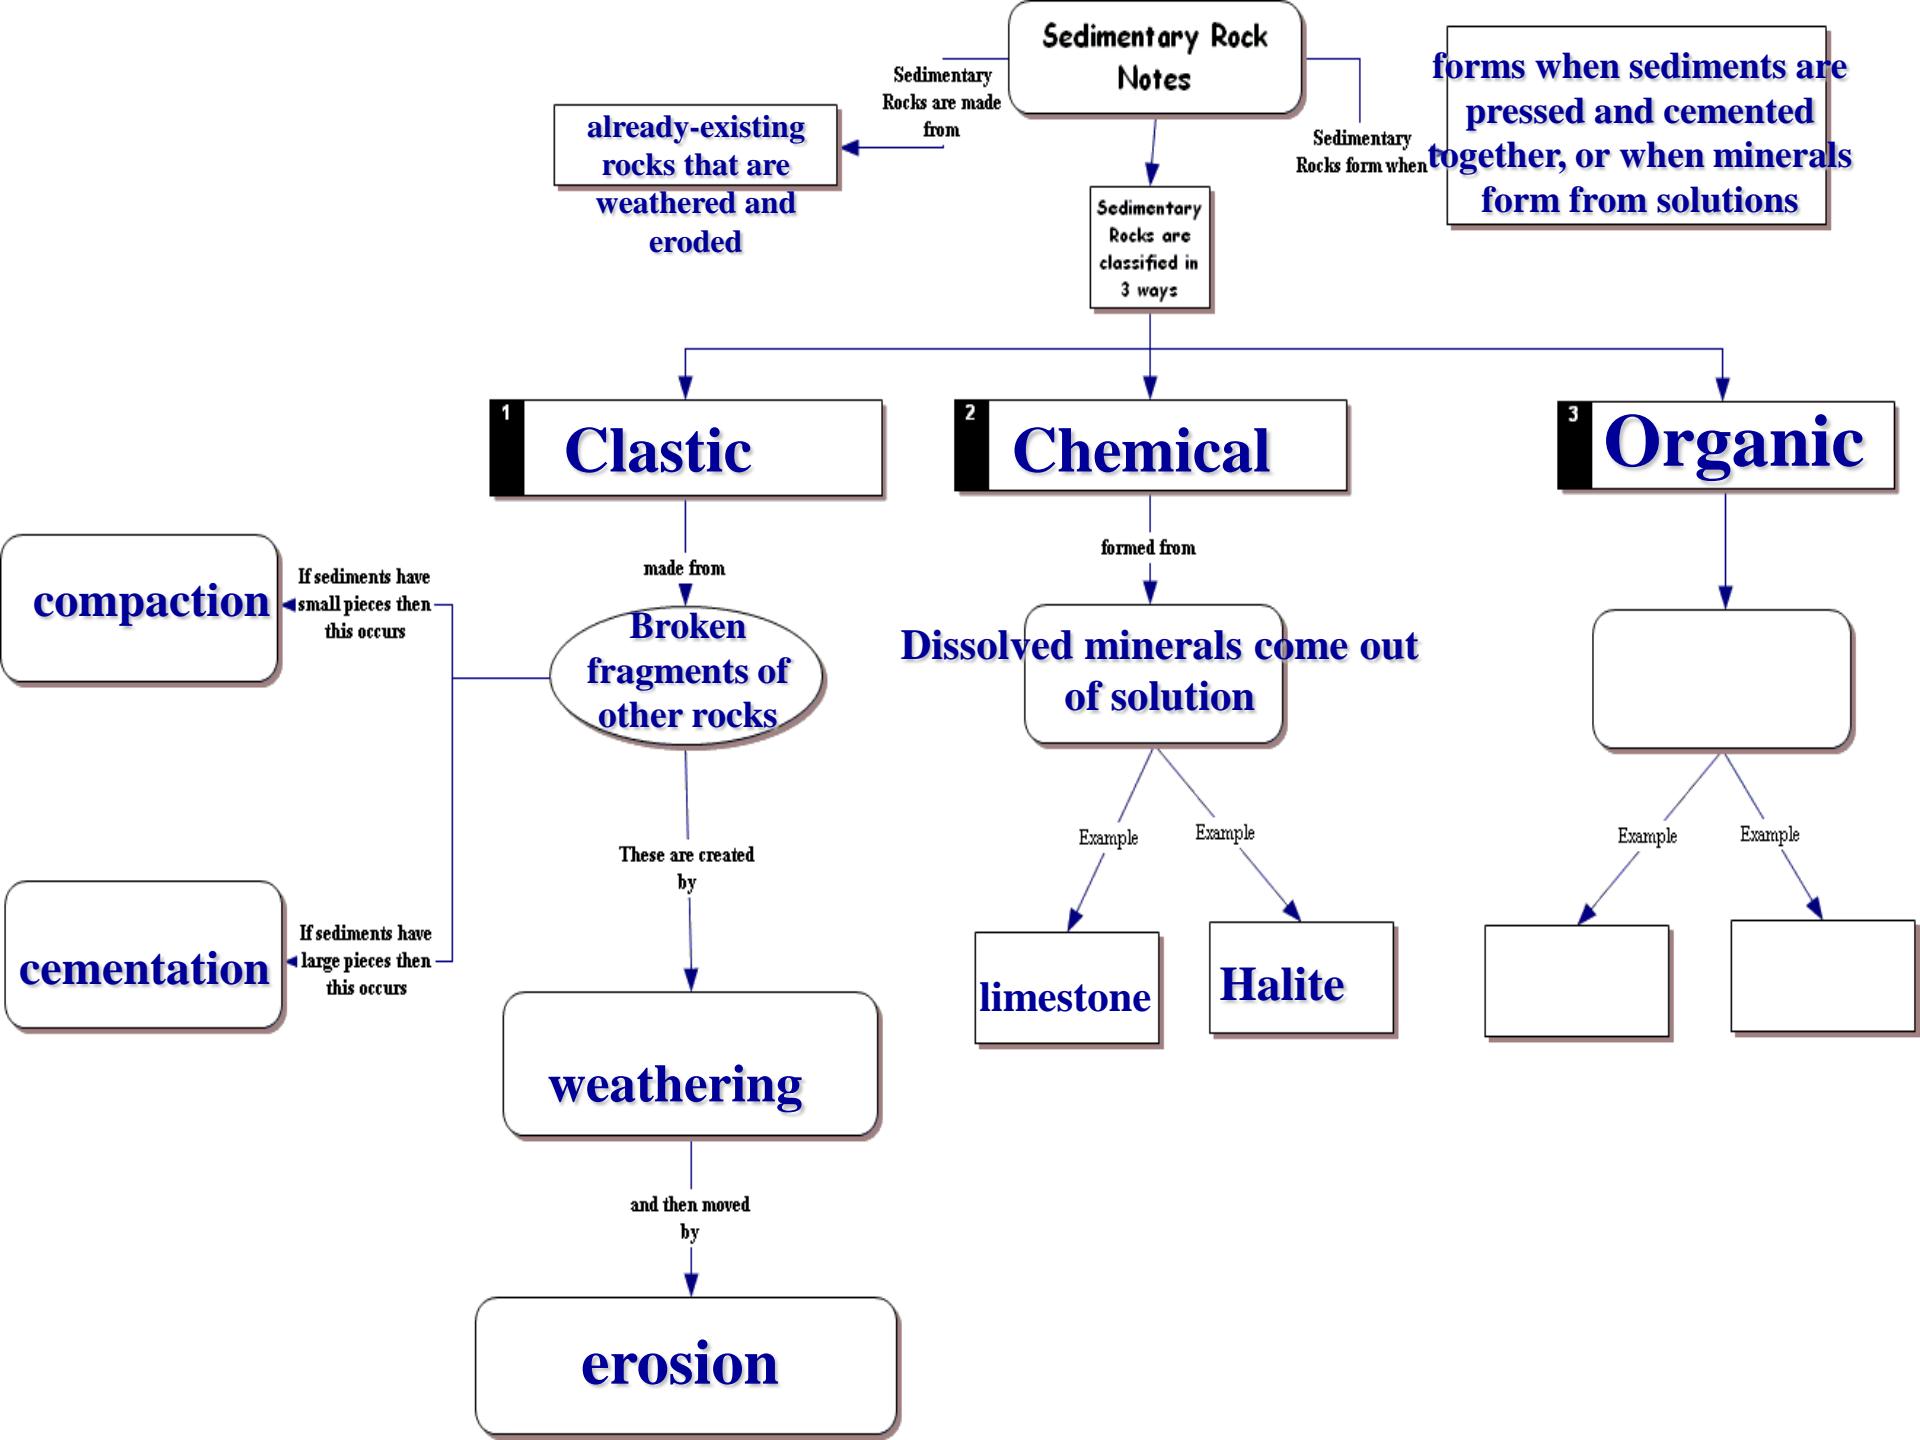 Sedimentary Rock
Notes
Sedimentary
Rocks are made
from
already-existing
rocks that are
weathered and
eroded
Sedimentary
Rocks form when
forms when sediments are
pressed and cemented
together, or when minerals
form from solutions
Sedimentary
Rocks are
classified in
3 ways
1
Clastic
2
Chemical
3
Organic
made from
Broken
fragments of
other rocks
If sediments have
small pieces then
this occurs
compaction
If sediments have
large pieces then
this occurs
cementation
These are created
by
weathering
and then moved
by
erosion
formed from
Dissolved minerals come out
of solution
Example
Example
limestone
Halite
Example
Example